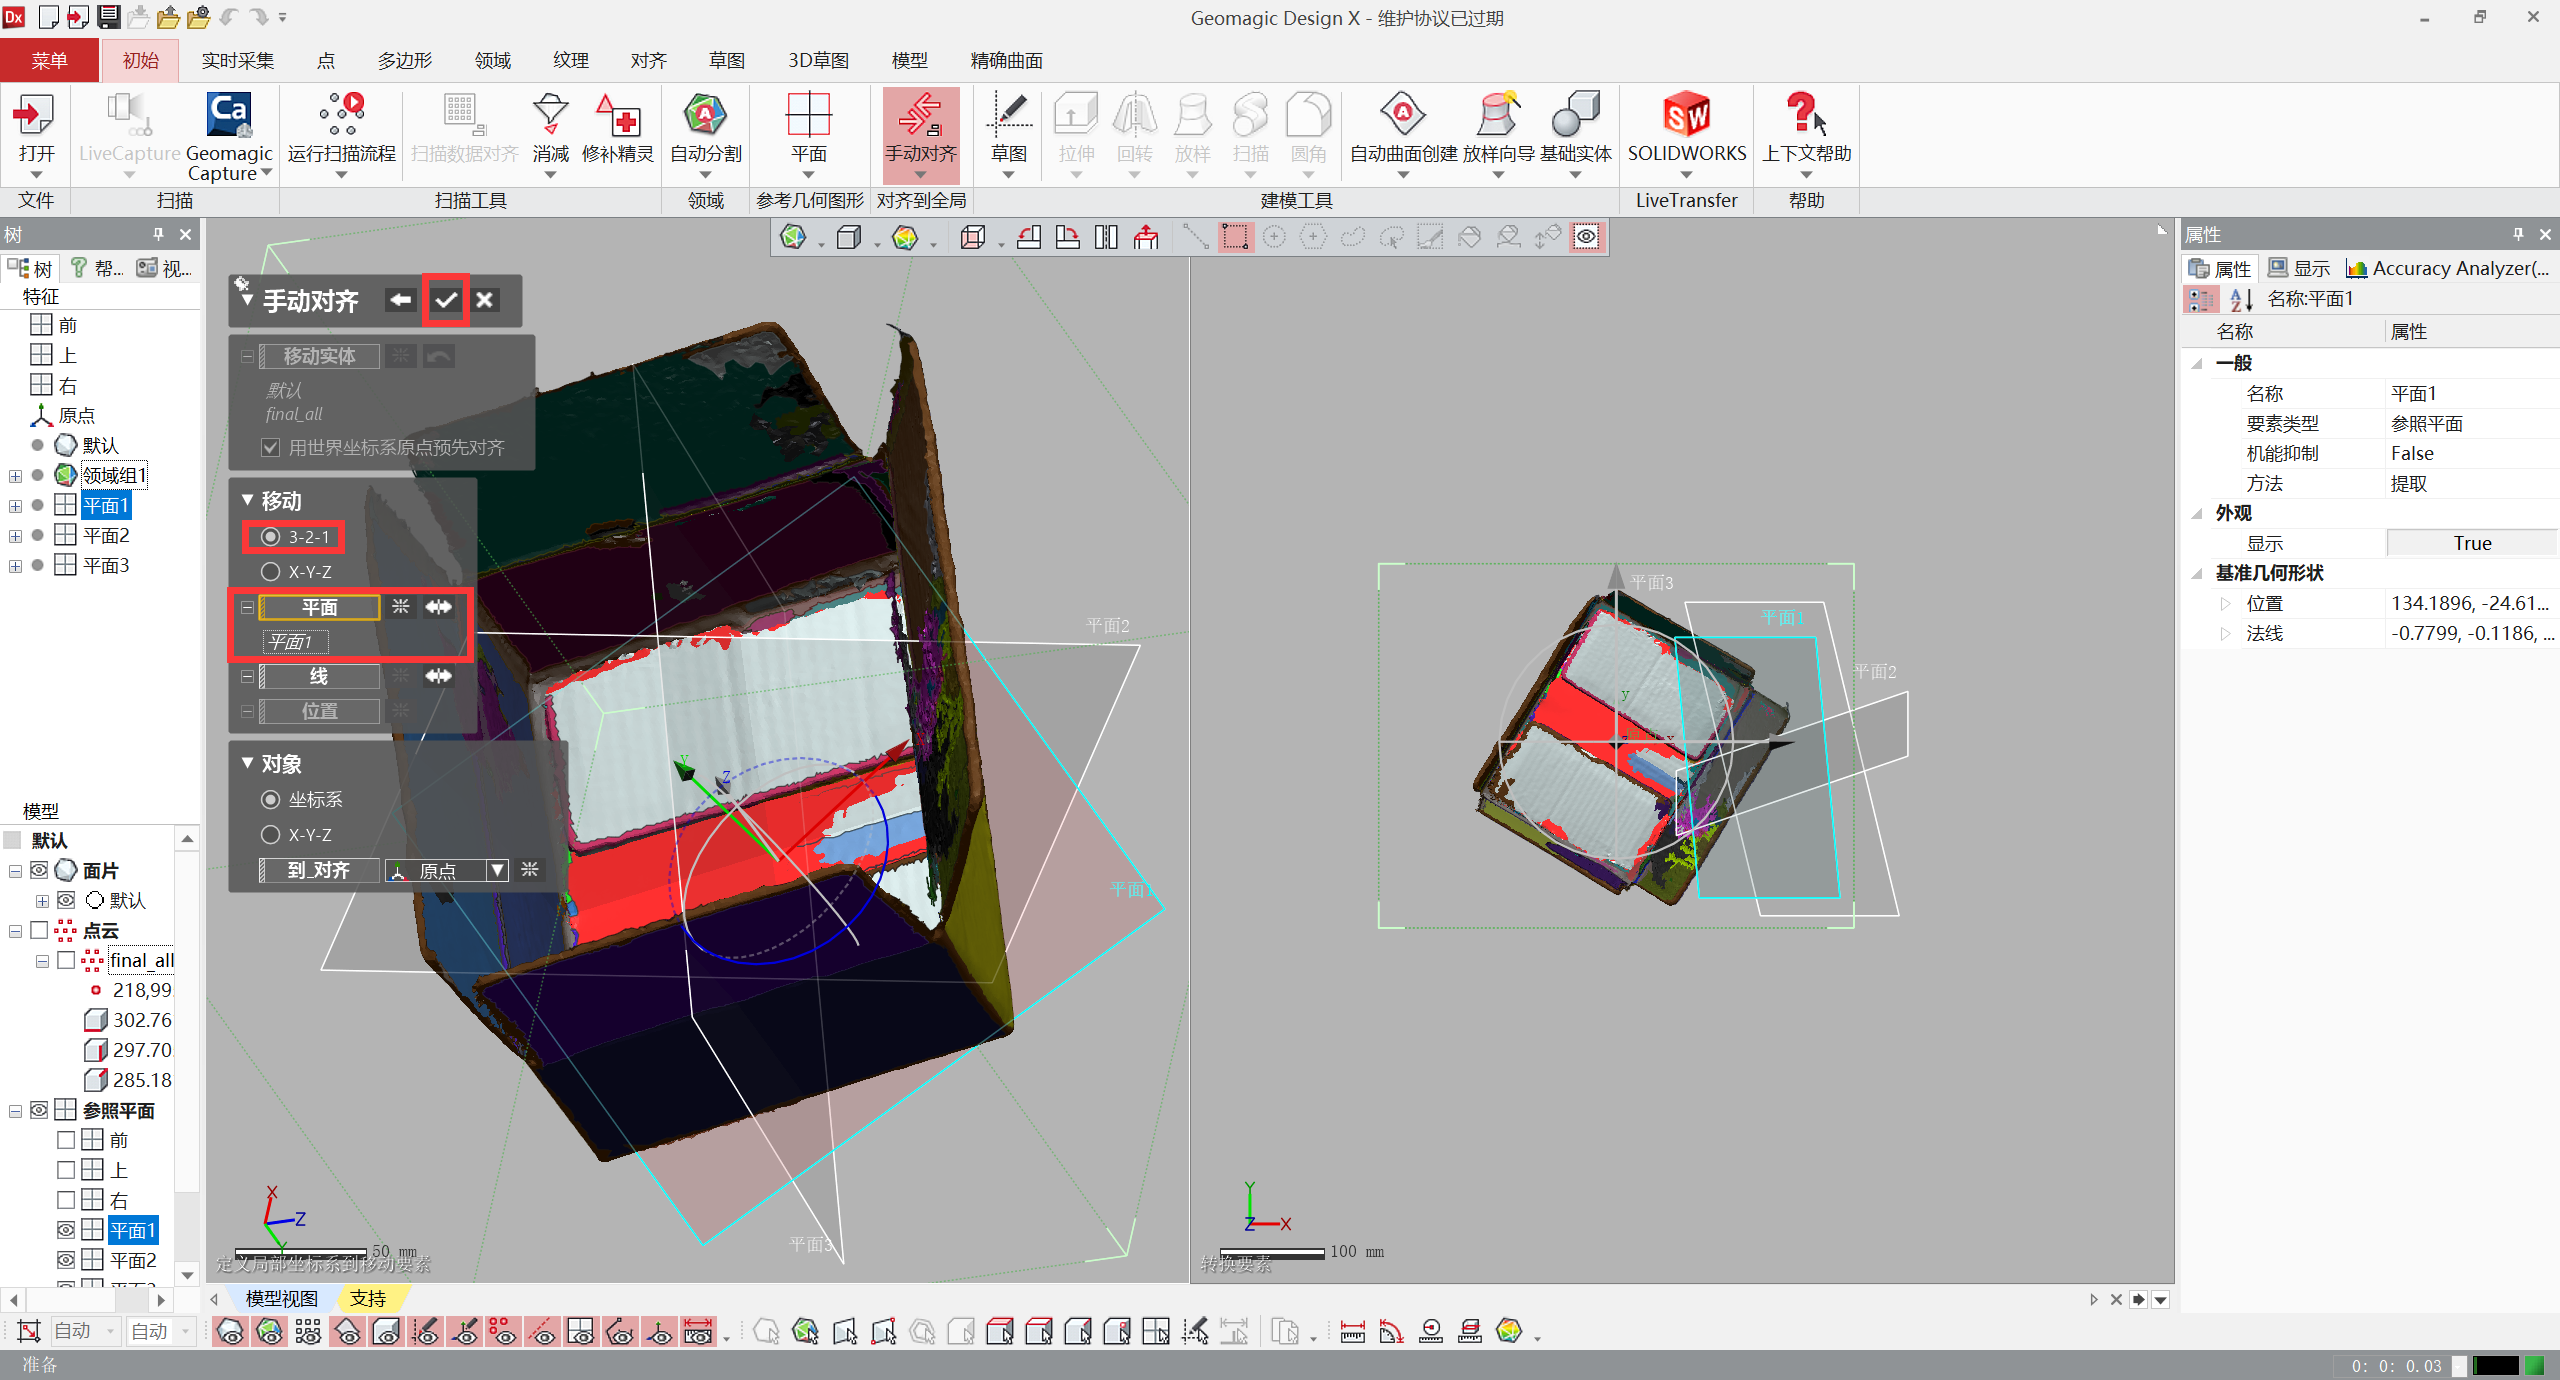 Dx
Geomagic Design X - 维护协议已过期
菜单 初始 实时采集 点 多边形 领域 纹理 对齐 草图 3D草图 模型 精确曲面
打开 LiveCapture Geomagic Capture 运行扫描流程 扫描数据对齐 消减 修补精灵 自动分割 平面 手动对齐 草图 拉伸 回转 放样 扫描 圆角 自动曲面创建 放样向导 基础实体 SOLIDWORKS 上下文帮助
文件 扫描 扫描工具 领域 参考几何图形 对齐到全局 建模工具 LiveTransfer 帮助
树
树 帮... 视...
特征
前
上
右
原点
默认
领域组1
平面1
平面2
平面3
模型
默认
面片
默认
点云
final_all
218,99
302.76
297.70
285.18
参照平面
前
上
右
平面1
平面2
手动对齐
移动实体
默认
final_all
用世界坐标系原点预先对齐
移动
3-2-1
X-Y-Z
平面
平面1
线
位置
对象
坐标系
X-Y-Z
到_对齐 原点
平面2
平面
平面3
y
z
X
Z
Y
50 mm
定义局部坐标系到移动要素
平面3
平面1
平面2
y
x
Y
Z X
100 mm
转换要素
属性
属性 显示 Accuracy Analyzer(...
名称:平面1
名称 属性
一般
名称 平面1
要素类型 参照平面
机能抑制 False
方法 提取
外观
显示 True
基准几何形状
位置 134.1896, -24.61...
法线 -0.7799, -0.1186, ...
模型视图 支持
自动 自动
准备
0: 0: 0.03